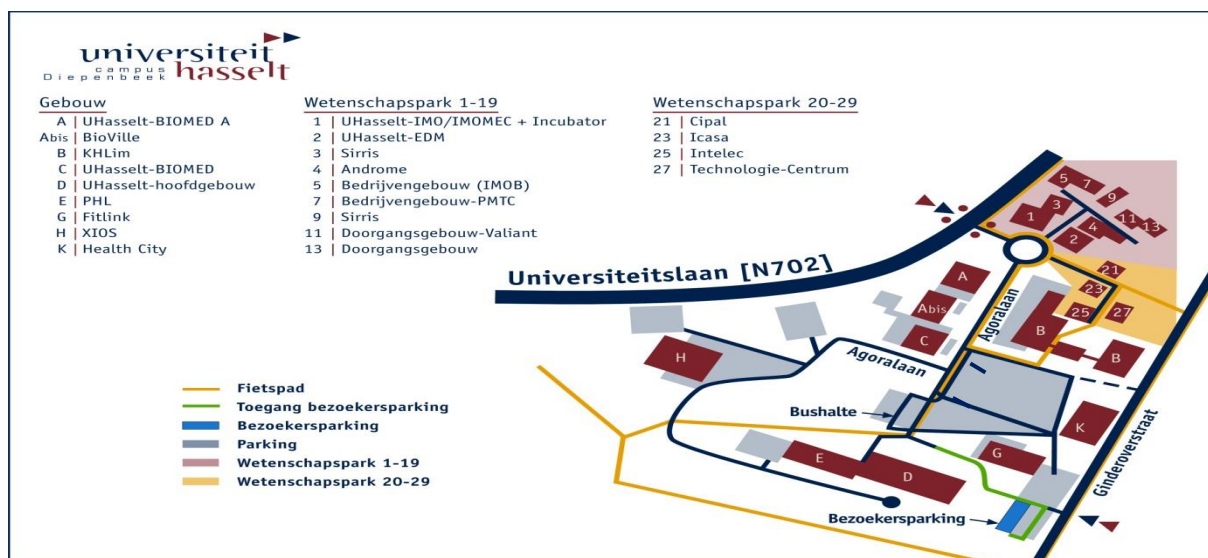 universiteit
campus
Diepenbeek hasselt
Gebouw
A | UHasselt-BIOMED A
Abis | BioVille
B | KHLim
C | UHasselt-BIOMED
D | UHasselt-hoofdgebouw
E | PHL
G | Fitlink
H | XIOS
K | Health City
Wetenschapspark 1-19
1 | UHasselt-IMO/IMOMEC + Incubator
2 | UHasselt-EDM
3 | Sirris
4 | Androme
5 | Bedrijvengebouw (IMOB)
7 | Bedrijvengebouw-PMTC
9 | Sirris
11 | Doorgangsgebouw-Valiant
13 | Doorgangsgebouw
Wetenschapspark 20-29
21 | Cipal
23 | Icasa
25 | Intelec
27 | Technologie-Centrum
5
7
9
3
1
11
13
4
2
Universiteitslaan [N702]
A
21
23
Abis
Agoralaan
25
27
B
C
B
H
Agoralaan
Fietspad
Toegang bezoekersparking
Bezoekersparking
Parking
Wetenschapspark 1-19
Wetenschapspark 20-29
Bushalte
K
Ginderoverstraat
E
G
D
Bezoekersparking